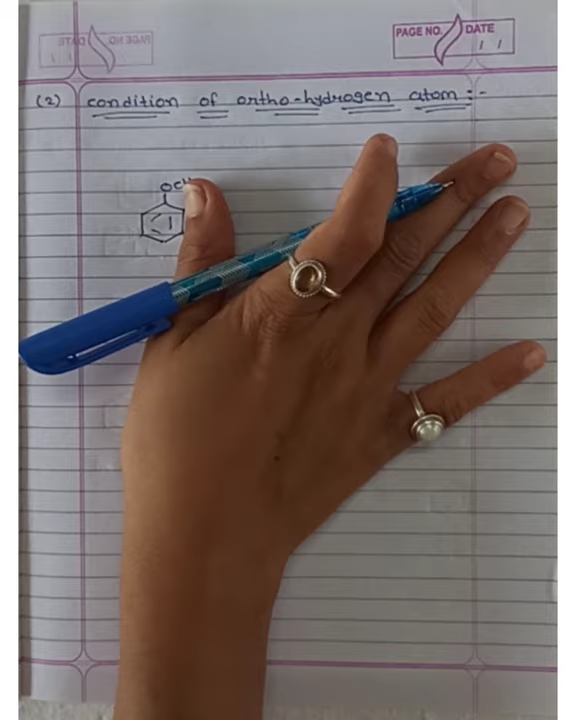 PAGE NO. DATE
/ /
(2) condition of ortho-hydrogen atom :-